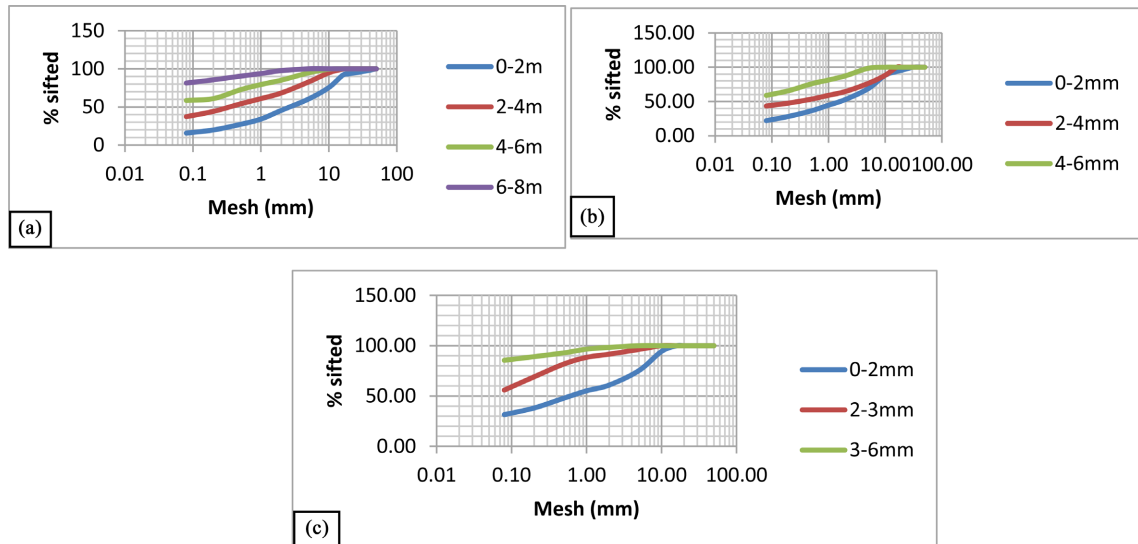 150
100
50
0
% sifted
0.01 0.1 1 10 100
Mesh (mm)
0-2m
2-4m
4-6m
6-8m
(a)
150.00
100.00
50.00
0.00
% sifted
0.01 0.10 1.00 10.00 100.00
Mesh (mm)
0-2mm
2-4mm
4-6mm
(b)
150.00
100.00
50.00
0.00
% sifted
0.01 0.10 1.00 10.00 100.00
Mesh (mm)
0-2mm
2-3mm
3-6mm
(c)